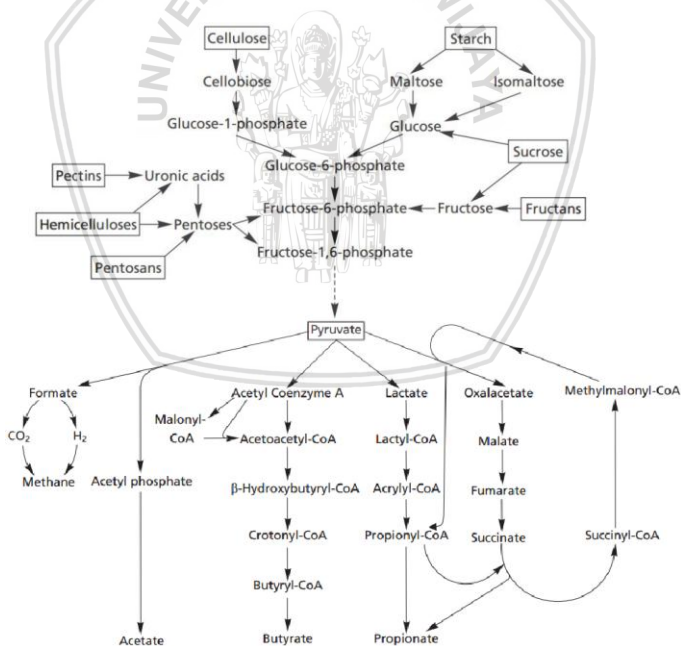 UNIVER
WIJAYA
Cellulose
Starch
Cellobiose
Maltose
Isomaltose
Glucose-1-phosphate
Glucose
Sucrose
Glucose-6-phosphate
Pectins
Uronic acids
Fructose-6-phosphate
Fructose
Fructans
Hemicelluloses
Pentoses
Pentosans
Fructose-1,6-phosphate
Pyruvate
Formate
Acetyl Coenzyme A
Lactate
Oxalacetate
Methylmalonyl-CoA
Malonyl-
CoA
CO₂
H₂
Acetoacetyl-CoA
Lactyl-CoA
Malate
Methane
Acetyl phosphate
β-Hydroxybutyryl-CoA
Acrylyl-CoA
Fumarate
Crotonyl-CoA
Propionyl-CoA
Succinate
Succinyl-CoA
Butyryl-CoA
Acetate
Butyrate
Propionate